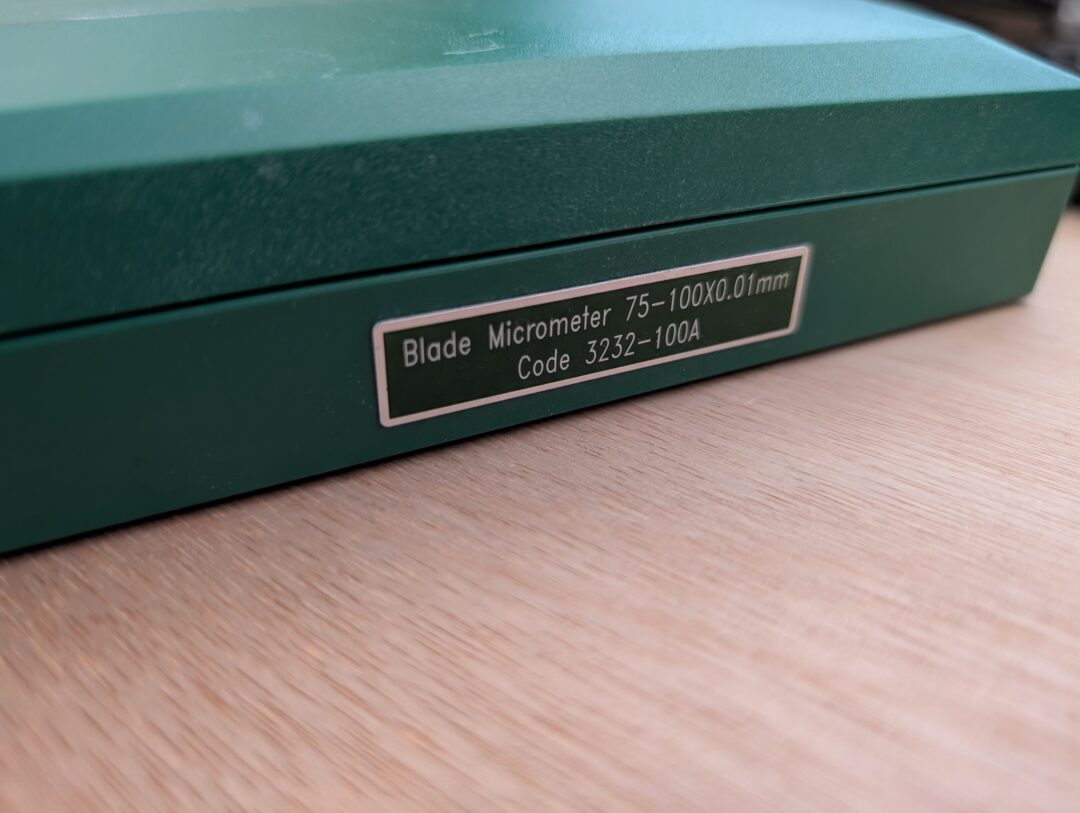 Blade Micrometer 75-100X0.01mm
Code 3232-100A